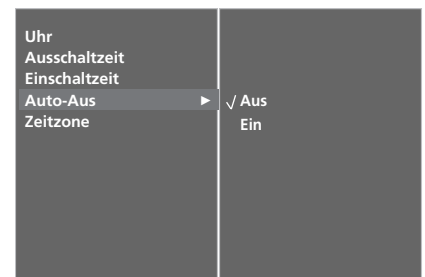 Uhr
Ausschaltzeit
Einschaltzeit
Auto-Aus ► √ Aus
Zeitzone Ein